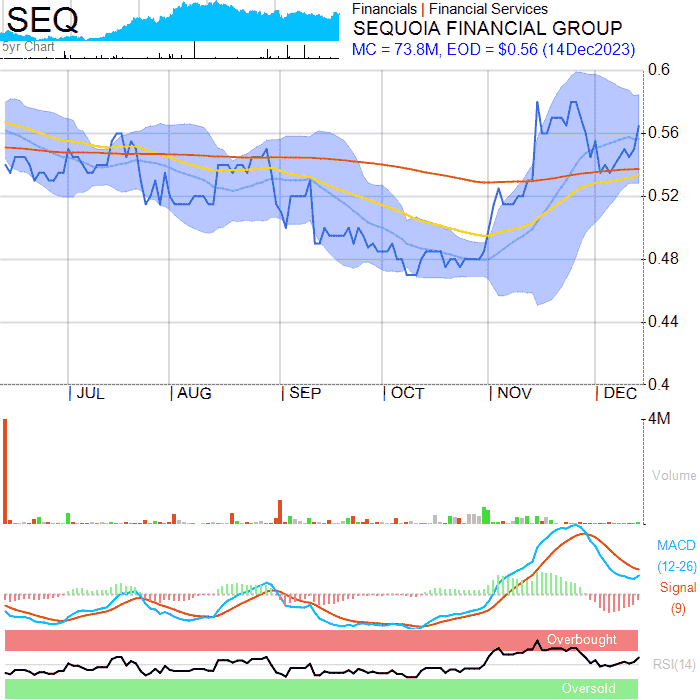 SEQ
5yr Chart
Financials | Financial Services
SEQUOIA FINANCIAL GROUP
MC = 73.8M, EOD = $0.56 (14Dec2023)
0.6
0.56
0.52
0.48
0.44
0.4
JUL AUG SEP OCT NOV DEC
4M
Volume
MACD
(12-26)
Signal
(9)
Overbought
RSI(14)
Oversold